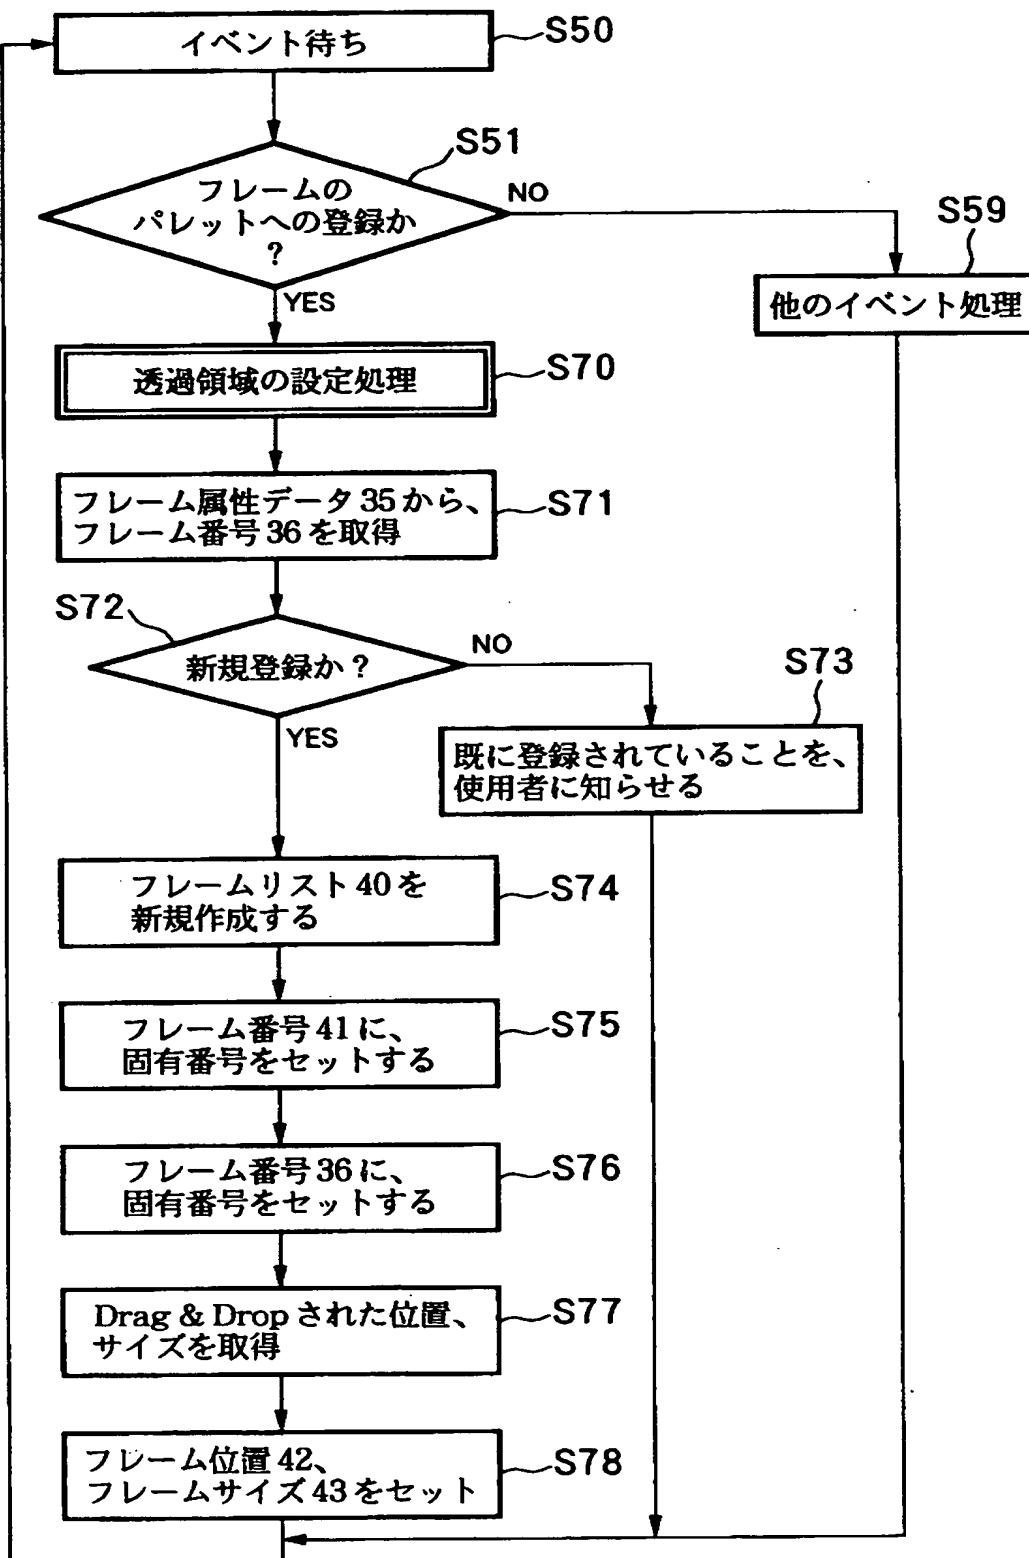 イベント待ち
S50
S51
フレームの
パレットへの登録か
?
NO
S59
他のイベント処理
YES
透過領域の設定処理
S70
フレーム属性データ35から、
フレーム番号36を取得
S71
S72
新規登録か?
NO
S73
既に登録されていることを、
使用者に知らせる
YES
フレームリスト40を
新規作成する
S74
フレーム番号41に、
固有番号をセットする
S75
フレーム番号36に、
固有番号をセットする
S76
Drag & Dropされた位置、
サイズを取得
S77
フレーム位置42、
フレームサイズ43をセット
S78